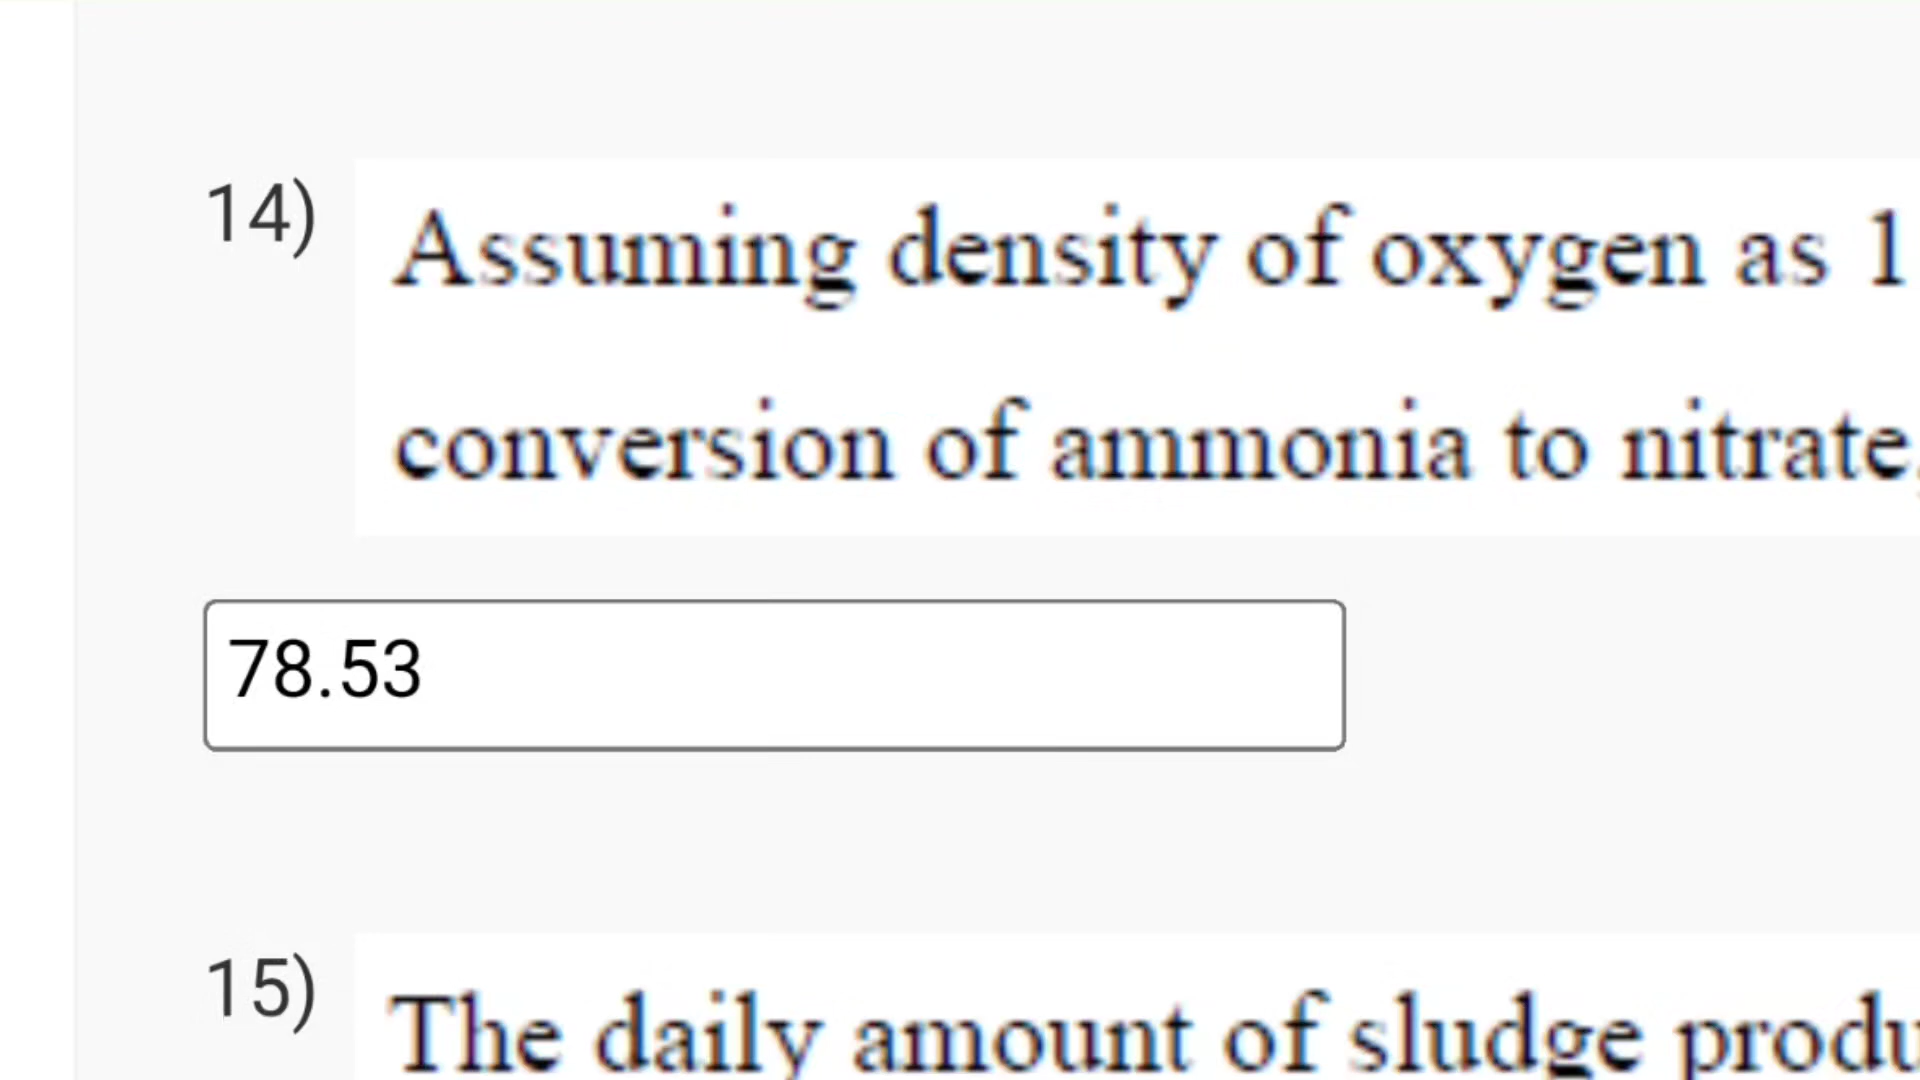 14) Assuming density of oxygen as 1
conversion of ammonia to nitrate,
78.53
15) The daily amount of sludge